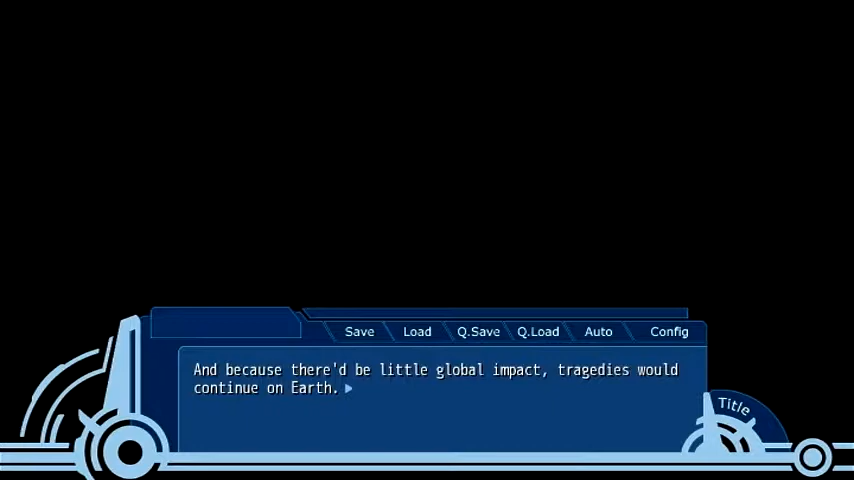 Save Load Q.Save Q.Load Auto Config
And because there'd be little global impact, tragedies would
continue on Earth.
Title